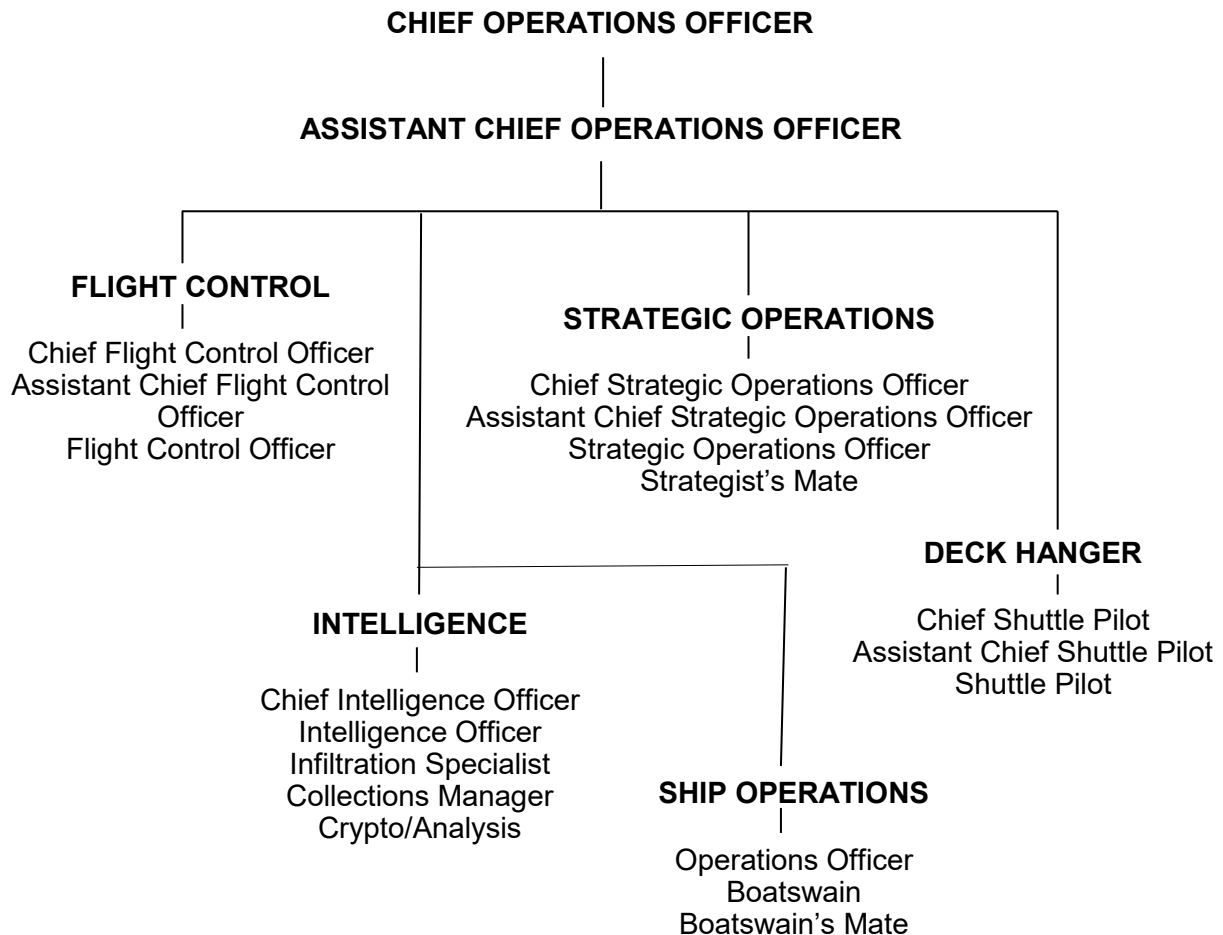 CHIEF OPERATIONS OFFICER
ASSISTANT CHIEF OPERATIONS OFFICER
FLIGHT CONTROL
Chief Flight Control Officer
Assistant Chief Flight Control
Officer
Flight Control Officer
STRATEGIC OPERATIONS
Chief Strategic Operations Officer
Assistant Chief Strategic Operations Officer
Strategic Operations Officer
Strategist’s Mate
DECK HANGER
Chief Shuttle Pilot
Assistant Chief Shuttle Pilot
Shuttle Pilot
INTELLIGENCE
Chief Intelligence Officer
Intelligence Officer
Infiltration Specialist
Collections Manager
Crypto/Analysis
SHIP OPERATIONS
Operations Officer
Boatswain
Boatswain’s Mate